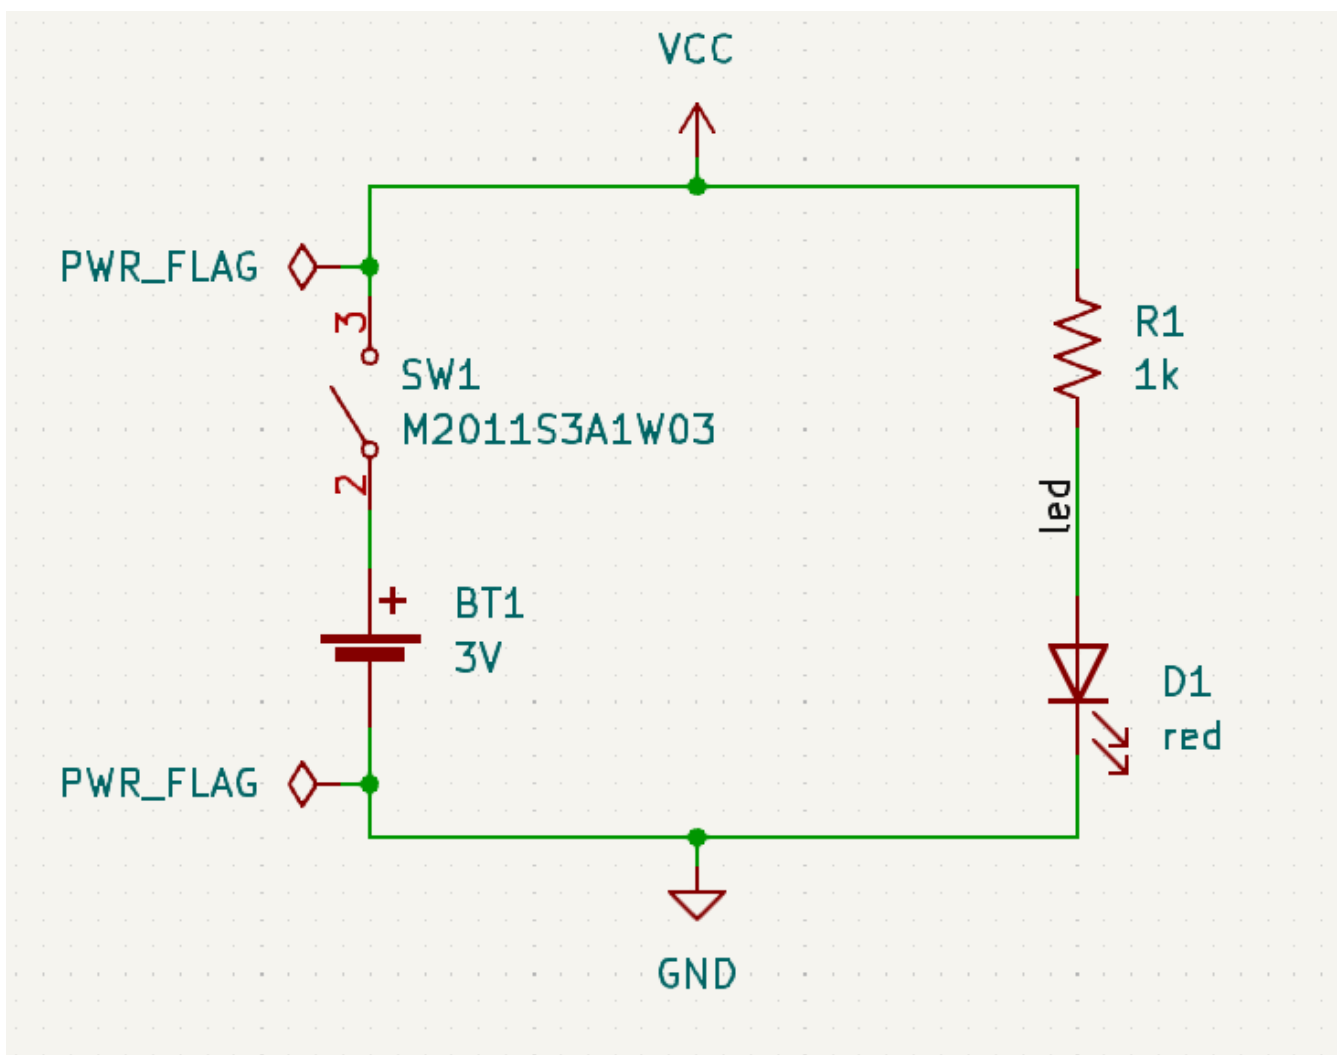 VCC
PWR_FLAG
3
SW1
M2011S3A1W03
2
R1
1k
led
+
BT1
3V
D1
red
PWR_FLAG
GND